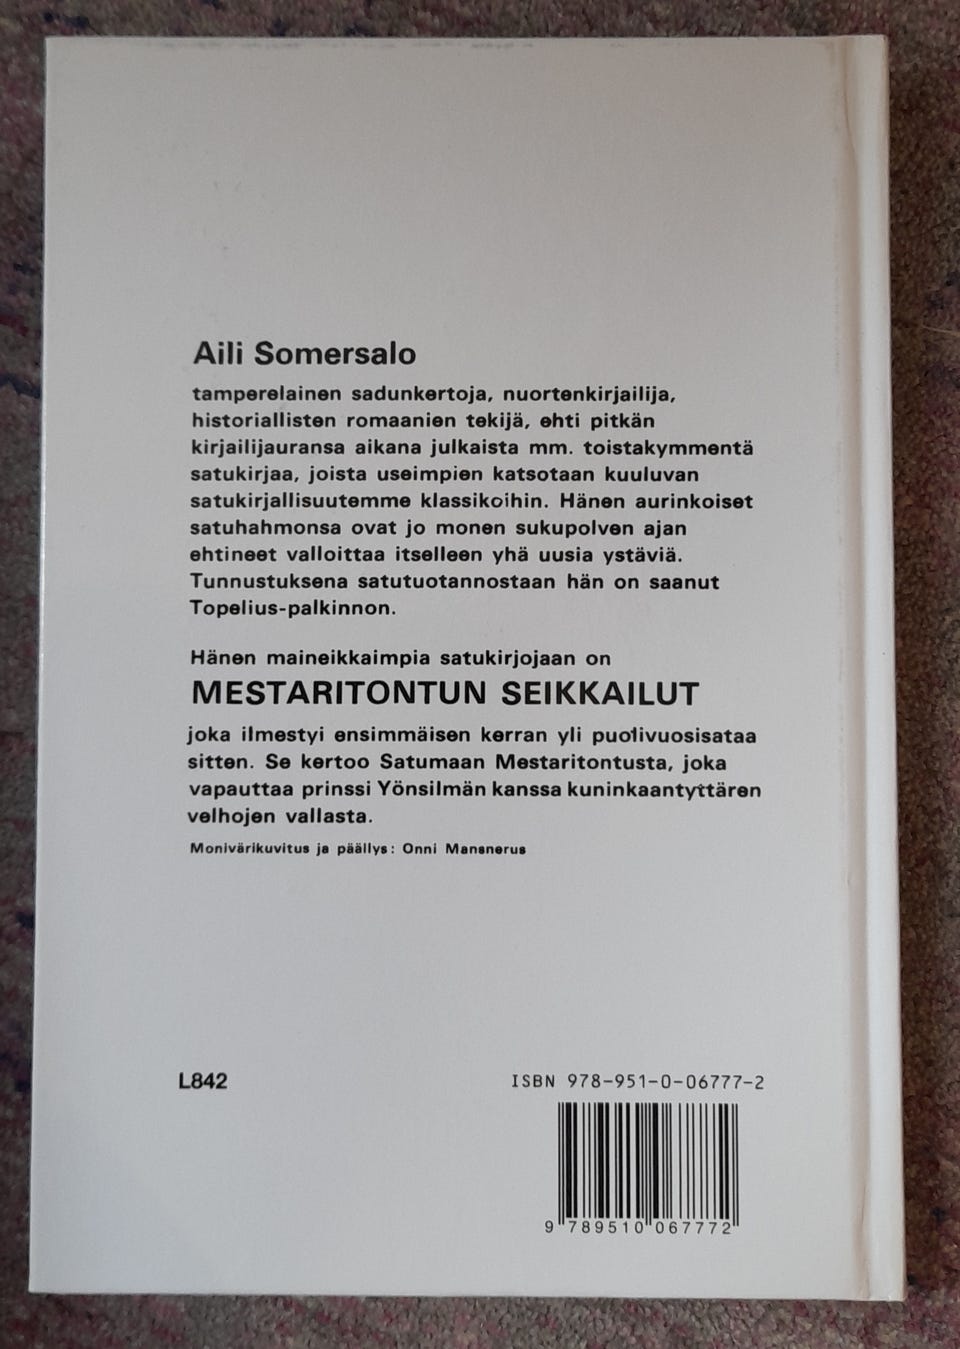 Aili Somersalo
tamperelainen sadunkertoja, nuortenkirjailija,
historiallisten romaanien tekijä, ehti pitkän
kirjailijauransa aikana julkaista mm. toistakymmentä
satukirjaa, joista useimpien katsotaan kuuluvan
satukirjallisuutemme klassikoihin. Hänen aurinkoiset
satuhahmonsa ovat jo monen sukupolven ajan
ehtineet valloittaa itselleen yhä uusia ystäviä.
Tunnustuksena satutuotannostaan hän on saanut
Topelius-palkinnon.
Hänen maineikkaimpia satukirjojaan on
MESTARITONTUN SEIKKAILUT
joka ilmestyi ensimmäisen kerran yli puolivuosisataa
sitten. Se kertoo Satumaan Mestaritontusta, joka
vapauttaa prinssi Yönsilmän kanssa kuninkaantyttären
velhojen vallasta.
Monivärikuvitus ja päällys: Onni Mansnerus
L842
ISBN 978-951-0-06777-2
9 789510 067772